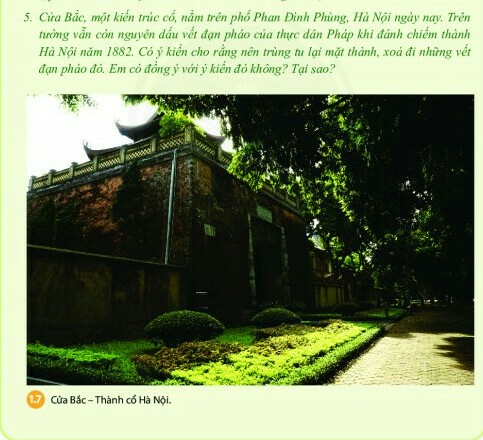 5. Cửa Bắc, một kiến trúc cổ, nằm trên phố Phan Đình Phùng, Hà Nội ngày nay. Trên
tường vẫn còn nguyên dấu vết đạn pháo của thực dân Pháp khi đánh chiếm thành
Hà Nội năm 1882. Có ý kiến cho rằng nên trùng tu lại mặt thành, xoá đi những vết
đạn pháo đó. Em có đồng ý với ý kiến đó không? Tại sao?
1.7 Cửa Bắc – Thành cổ Hà Nội.